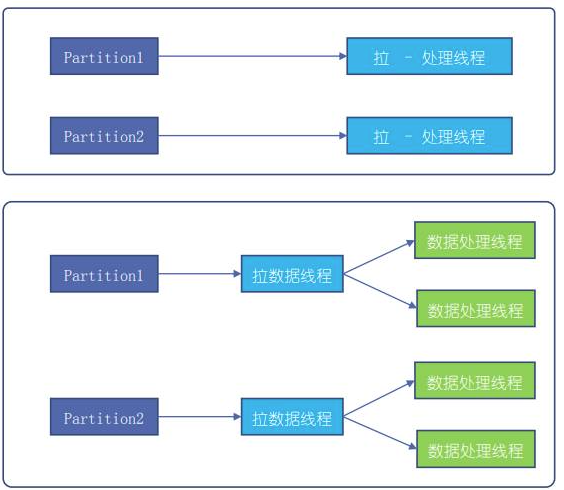 Partition1
拉 - 处理线程
Partition2
拉 - 处理线程
Partition1
拉数据线程
数据处理线程
数据处理线程
Partition2
拉数据线程
数据处理线程
数据处理线程